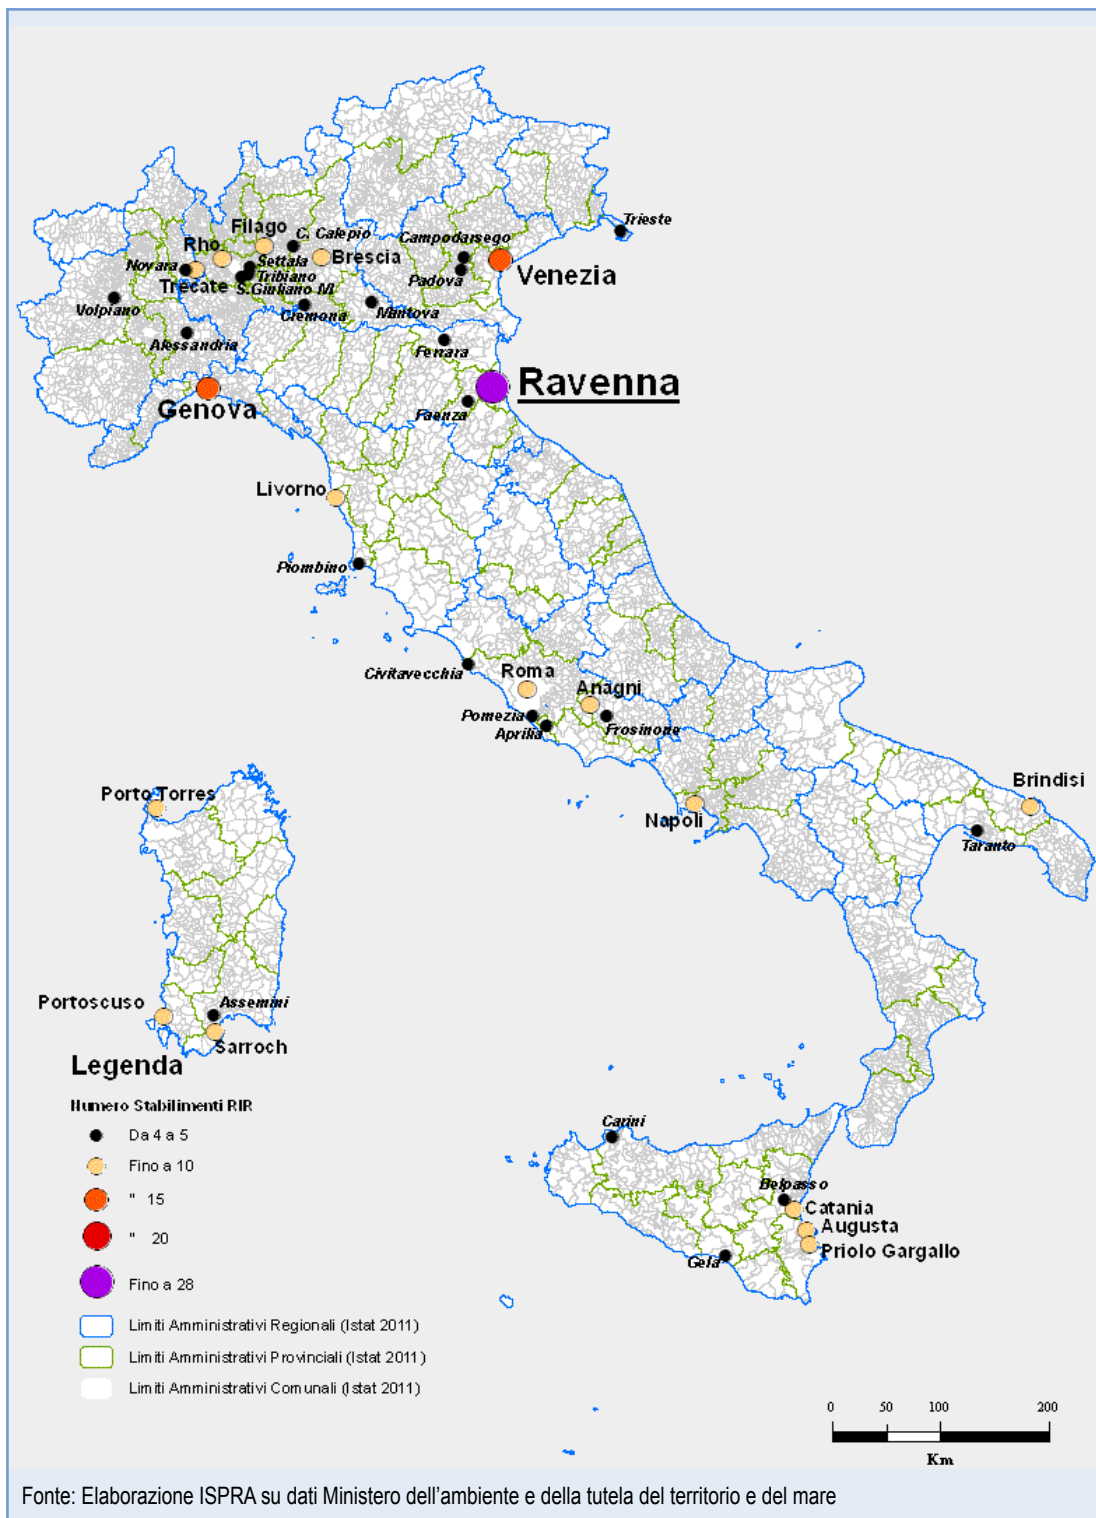 Trieste
Filago
C. Calepio
Campodarsego
Rho
Brescia
Settala
Novara
Tribiano
Padova
Venezia
Trecate
S.Giuliano M.
Volpiano
Cremona
Mantova
Alessandria
Ferrara
Ravenna
Genova
Faenza
Livorno
Piombino
Civitavecchia
Roma
Anagni
Pomezia
Aprilia
Frosinone
Porto Torres
Brindisi
Napoli
Taranto
Portoscuso
Assemini
Sarroch
Legenda
Numero Stabilimenti RIR
Da 4 a 5
Fino a 10
" 15
" 20
Fino a 28
Limiti Amministrativi Regionali (Istat 2011)
Limiti Amministrativi Provinciali (Istat 2011)
Limiti Amministrativi Comunali (Istat 2011)
Carini
Belpasso
Catania
Augusta
Priolo Gargallo
Gela
0 50 100 200
Km
Fonte: Elaborazione ISPRA su dati Ministero dell'ambiente e della tutela del territorio e del mare